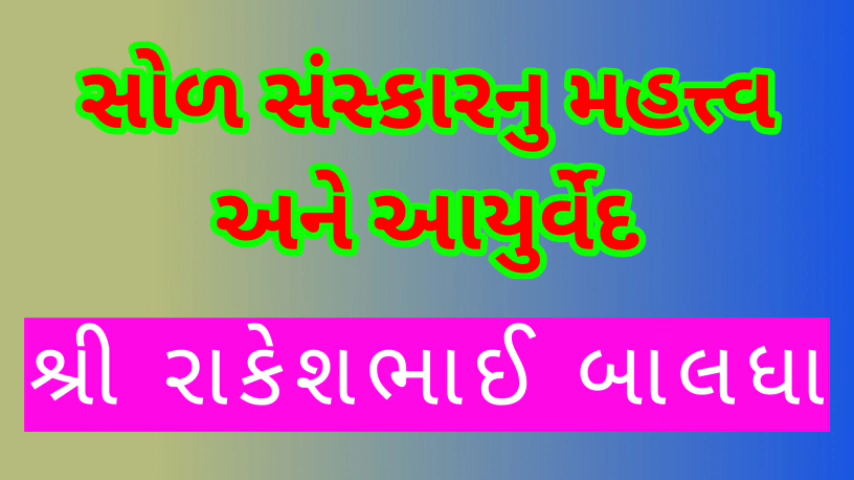 સોળ સંસ્કારનુ મહત્ત્વ
અને આયુર્વેદ
શ્રી રાકેશભાઈ બાલધા